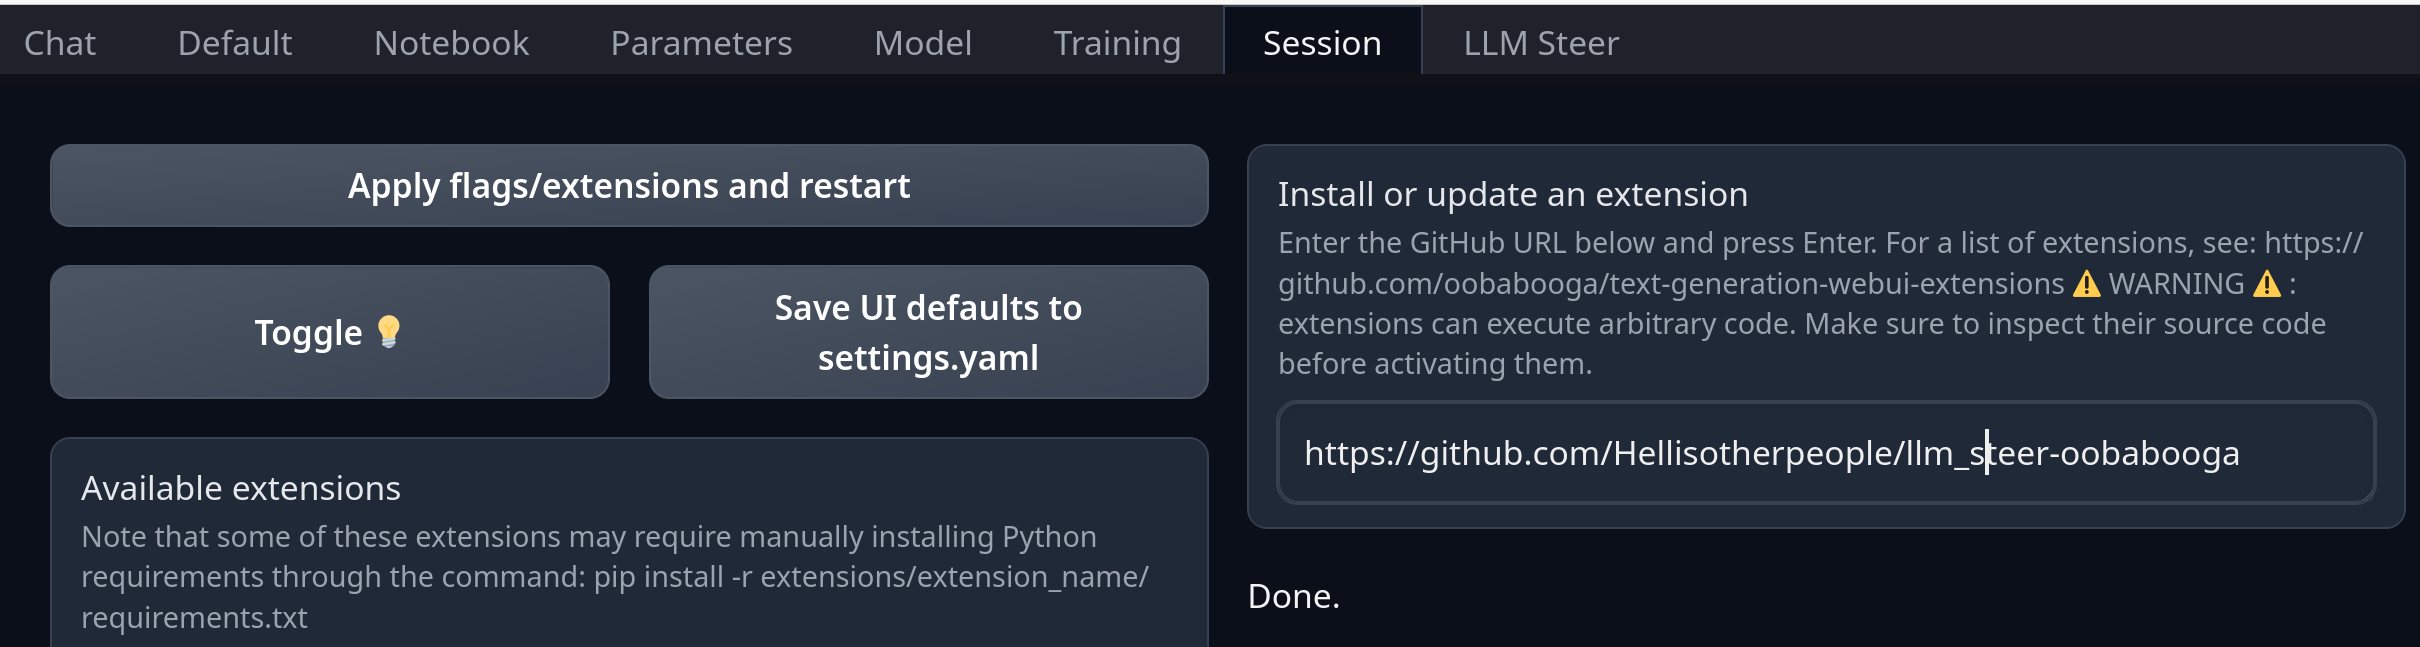 Chat Default Notebook Parameters Model Training Session LLM Steer
Apply flags/extensions and restart
Toggle 💡
Save UI defaults to
settings.yaml
Available extensions
Note that some of these extensions may require manually installing Python
requirements through the command: pip install -r extensions/extension_name/
requirements.txt
Install or update an extension
Enter the GitHub URL below and press Enter. For a list of extensions, see: https://
github.com/oobabooga/text-generation-webui-extensions ⚠️ WARNING ⚠️ :
extensions can execute arbitrary code. Make sure to inspect their source code
before activating them.
https://github.com/Hellisotherpeople/llm_steer-oobabooga
Done.